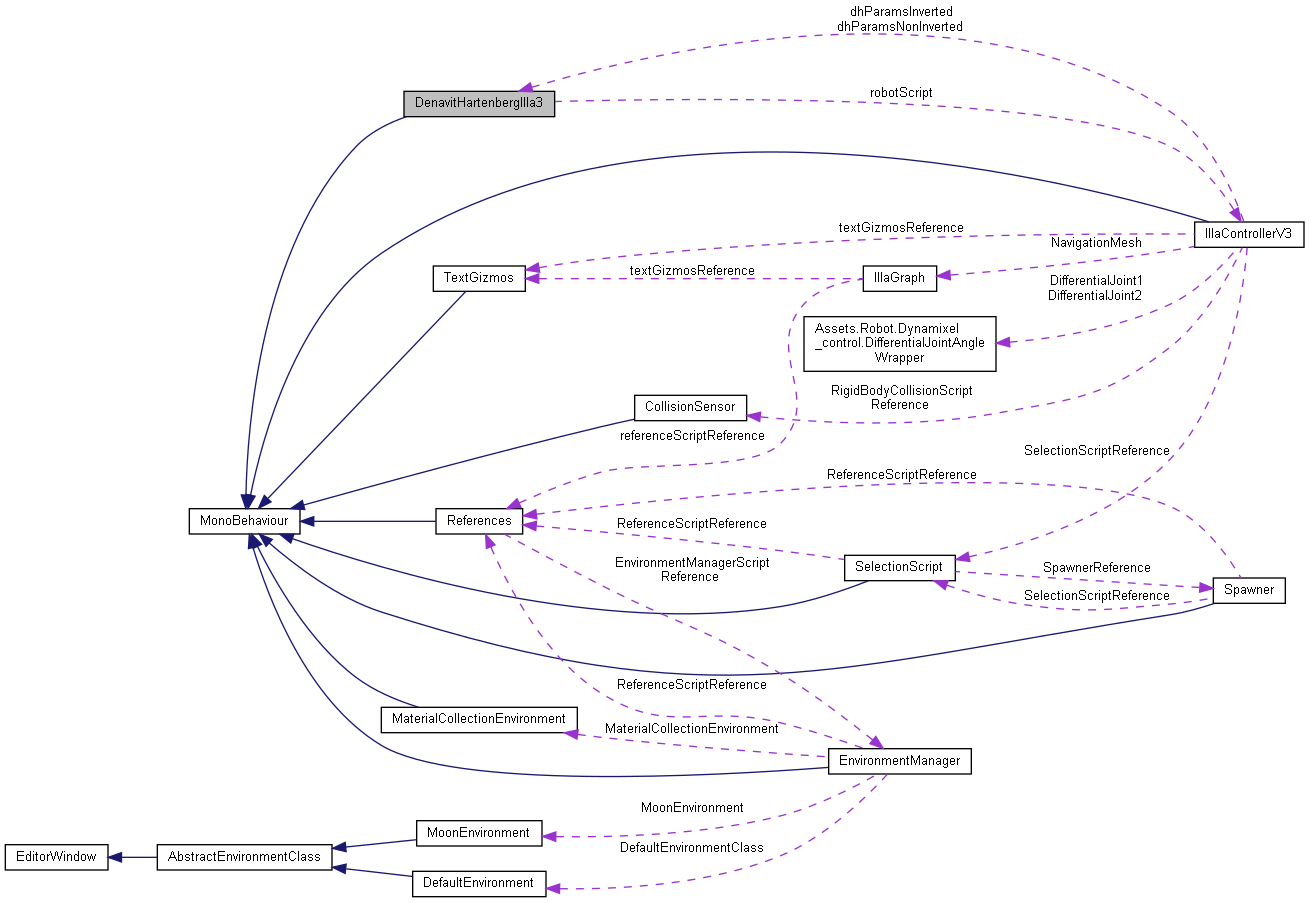 dhParamsInverted
dhParamsNonInverted
DenavitHartenbergIlla3
robotScript
IllaControllerV3
textGizmosReference
NavigationMesh
TextGizmos
textGizmosReference
IllaGraph
DifferentialJoint1
DifferentialJoint2
Assets.Robot.Dynamixel
_control.DifferentialJointAngle
Wrapper
RigidBodyCollisionScript
Reference
CollisionSensor
referenceScriptReference
SelectionScriptReference
ReferenceScriptReference
MonoBehaviour
References
ReferenceScriptReference
EnvironmentManagerScript
Reference
SelectionScript
SpawnerReference
SelectionScriptReference
Spawner
ReferenceScriptReference
MaterialCollectionEnvironment
MaterialCollectionEnvironment
EnvironmentManager
MoonEnvironment
MoonEnvironment
DefaultEnvironmentClass
EditorWindow
AbstractEnvironmentClass
DefaultEnvironment